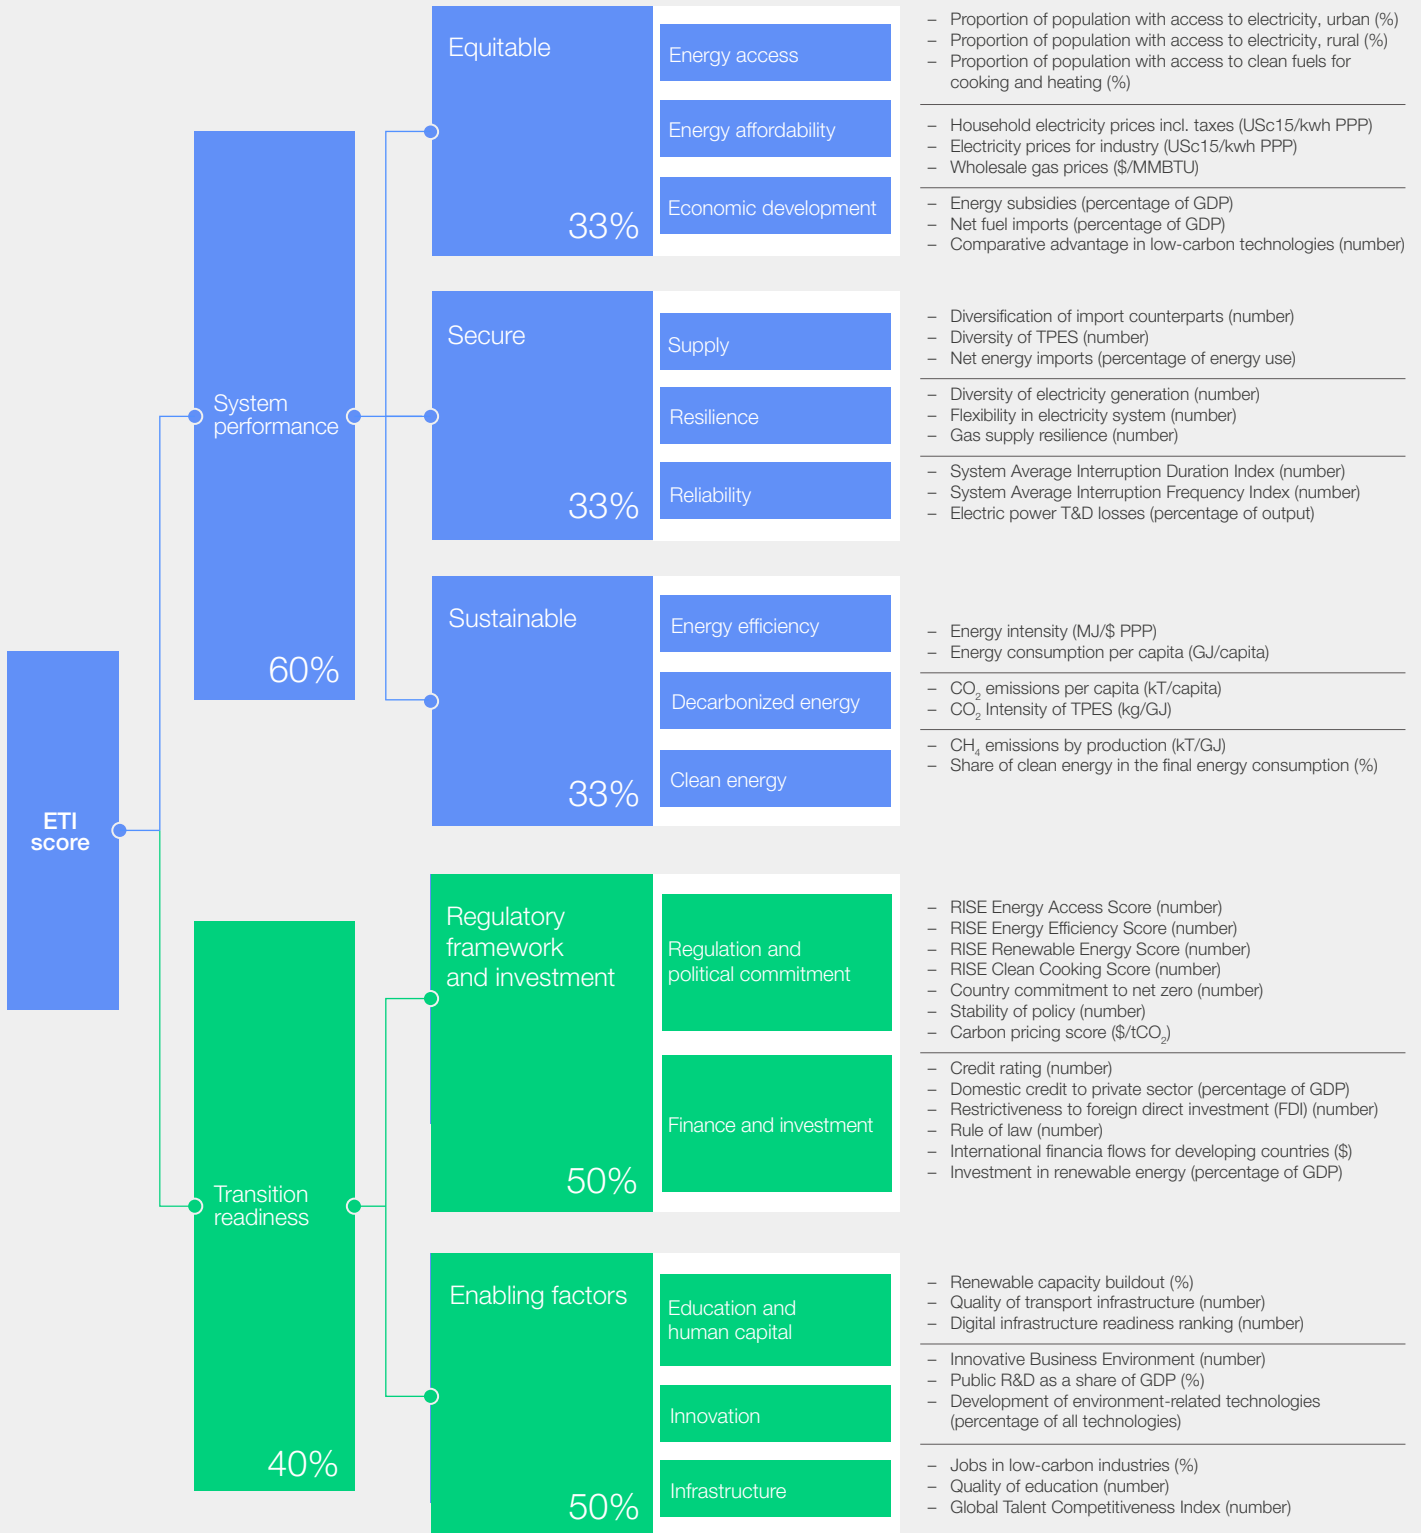 ETI
score
System
performance
60%
Equitable
33%
Energy access
Energy affordability
Economic development
– Proportion of population with access to electricity, urban (%)
– Proportion of population with access to electricity, rural (%)
– Proportion of population with access to clean fuels for
cooking and heating (%)
– Household electricity prices incl. taxes (USc15/kwh PPP)
– Electricity prices for industry (USc15/kwh PPP)
– Wholesale gas prices ($/MMBTU)
– Energy subsidies (percentage of GDP)
– Net fuel imports (percentage of GDP)
– Comparative advantage in low-carbon technologies (number)
Secure
33%
Supply
Resilience
Reliability
– Diversification of import counterparts (number)
– Diversity of TPES (number)
– Net energy imports (percentage of energy use)
– Diversity of electricity generation (number)
– Flexibility in electricity system (number)
– Gas supply resilience (number)
– System Average Interruption Duration Index (number)
– System Average Interruption Frequency Index (number)
– Electric power T&D losses (percentage of output)
Sustainable
33%
Energy efficiency
Decarbonized energy
Clean energy
– Energy intensity (MJ/$ PPP)
– Energy consumption per capita (GJ/capita)
– CO₂ emissions per capita (kT/capita)
– CO₂ Intensity of TPES (kg/GJ)
– CH₄ emissions by production (kT/GJ)
– Share of clean energy in the final energy consumption (%)
Transition
readiness
40%
Regulatory
framework
and investment
50%
Regulation and
political commitment
Finance and investment
– RISE Energy Access Score (number)
– RISE Energy Efficiency Score (number)
– RISE Renewable Energy Score (number)
– RISE Clean Cooking Score (number)
– Country commitment to net zero (number)
– Stability of policy (number)
– Carbon pricing score ($/tCO₂)
– Credit rating (number)
– Domestic credit to private sector (percentage of GDP)
– Restrictiveness to foreign direct investment (FDI) (number)
– Rule of law (number)
– International financia flows for developing countries ($)
– Investment in renewable energy (percentage of GDP)
Enabling factors
50%
Education and
human capital
Innovation
Infrastructure
– Renewable capacity buildout (%)
– Quality of transport infrastructure (number)
– Digital infrastructure readiness ranking (number)
– Innovative Business Environment (number)
– Public R&D as a share of GDP (%)
– Development of environment-related technologies
(percentage of all technologies)
– Jobs in low-carbon industries (%)
– Quality of education (number)
– Global Talent Competitiveness Index (number)